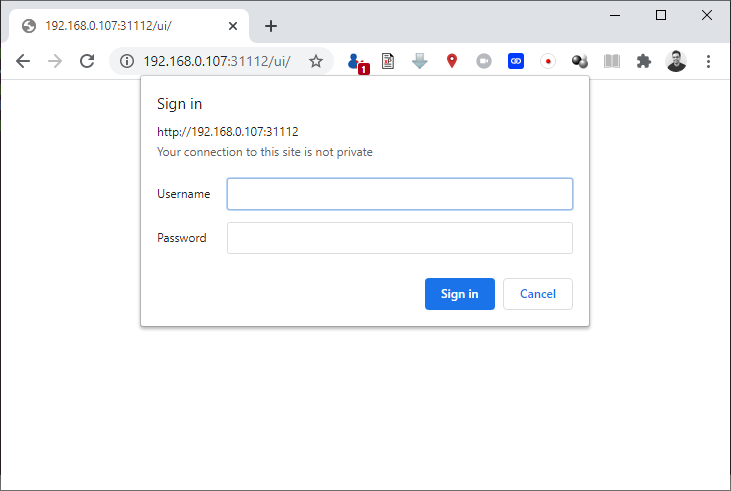 192.168.0.107:31112/ui/
192.168.0.107:31112/ui/
1
Sign in
http://192.168.0.107:31112
Your connection to this site is not private
Username
Password
Sign in
Cancel